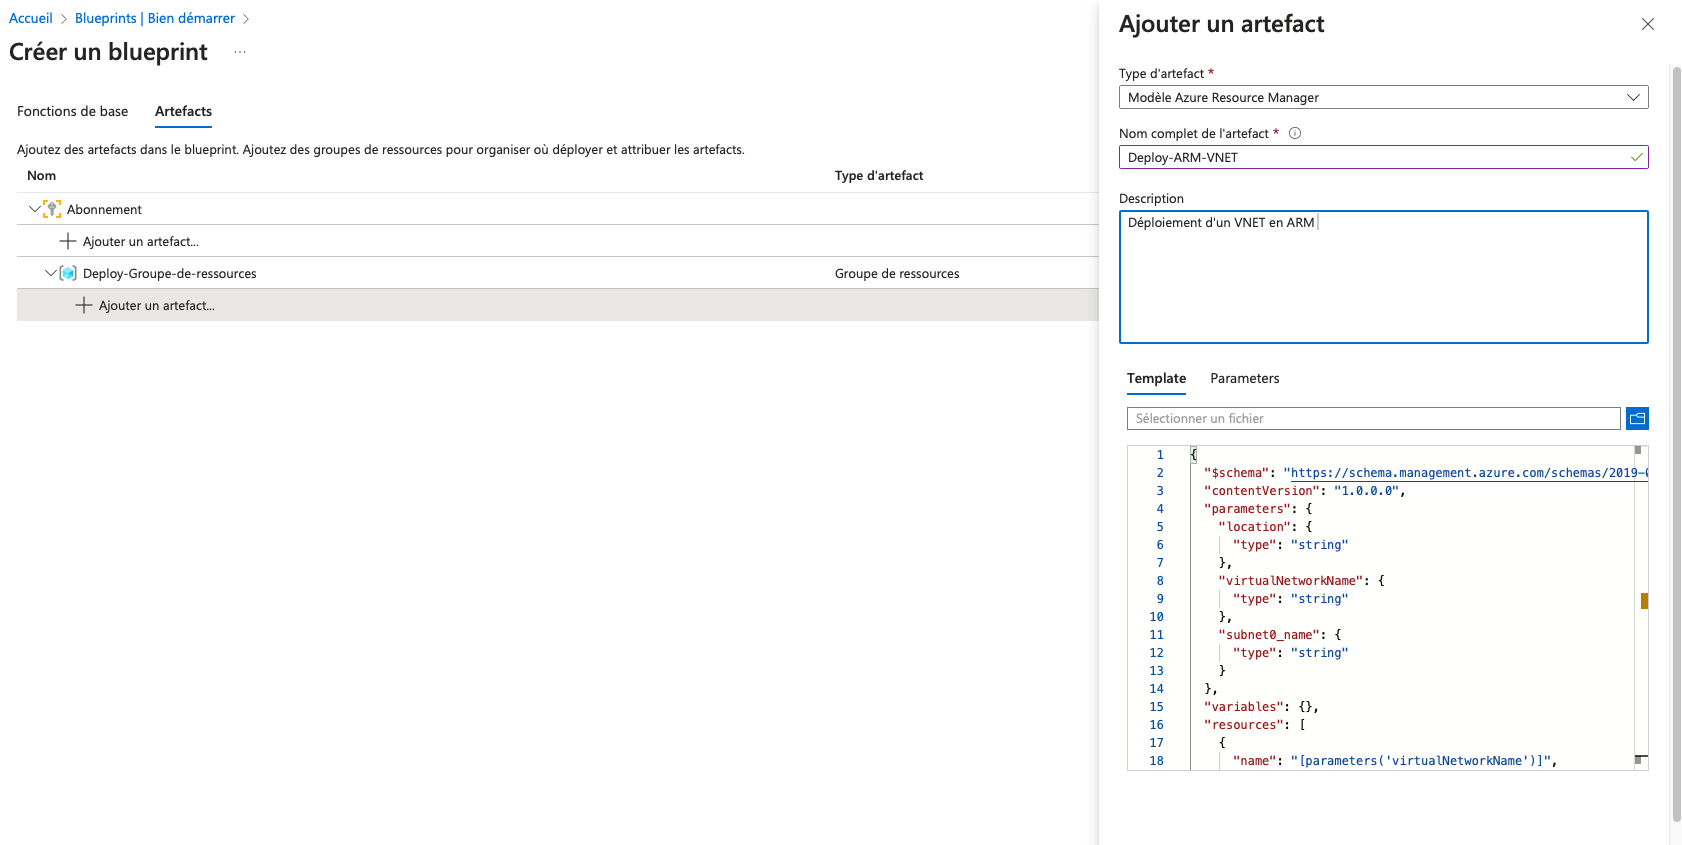 Accueil > Blueprints | Bien démarrer >
Créer un blueprint ...
Fonctions de base Artefacts
Ajoutez des artefacts dans le blueprint. Ajoutez des groupes de ressources pour organiser où déployer et attribuer les artefacts.
Nom Type d'artefact
Abonnement
Ajouter un artefact...
Deploy-Groupe-de-ressources Groupe de ressources
Ajouter un artefact...
Ajouter un artefact
Type d'artefact *
Modèle Azure Resource Manager
Nom complet de l'artefact *
Deploy-ARM-VNET
Description
Déploiement d'un VNET en ARM
Template Parameters
Sélectionner un fichier
1 {
2 "$schema": "https://schema.management.azure.com/schemas/2019-
3 "contentVersion": "1.0.0.0",
4 "parameters": {
5 "location": {
6 "type": "string"
7 },
8 "virtualNetworkName": {
9 "type": "string"
10 },
11 "subnet0_name": {
12 "type": "string"
13 }
14 },
15 "variables": {},
16 "resources": [
17 {
18 "name": "[parameters('virtualNetworkName')]",